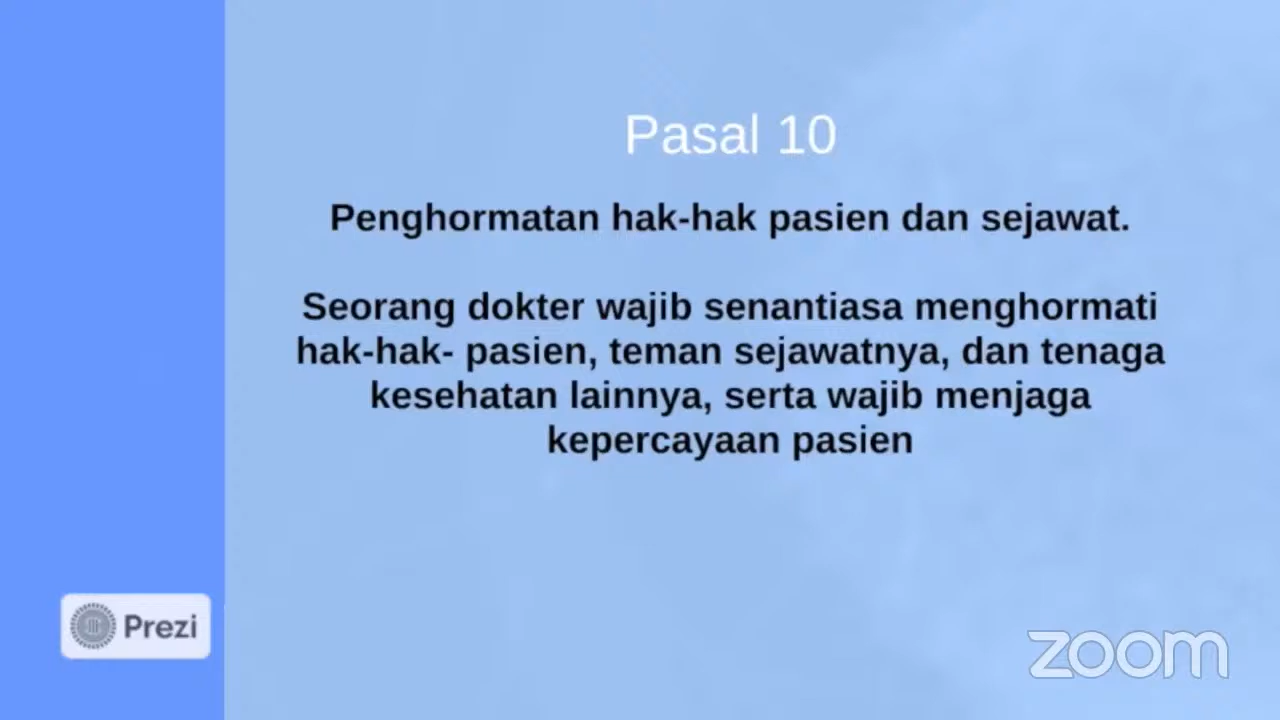 Pasal 10
Penghormatan hak-hak pasien dan sejawat.
Seorang dokter wajib senantiasa menghormati
hak-hak- pasien, teman sejawatnya, dan tenaga
kesehatan lainnya, serta wajib menjaga
kepercayaan pasien
Prezi
zoom